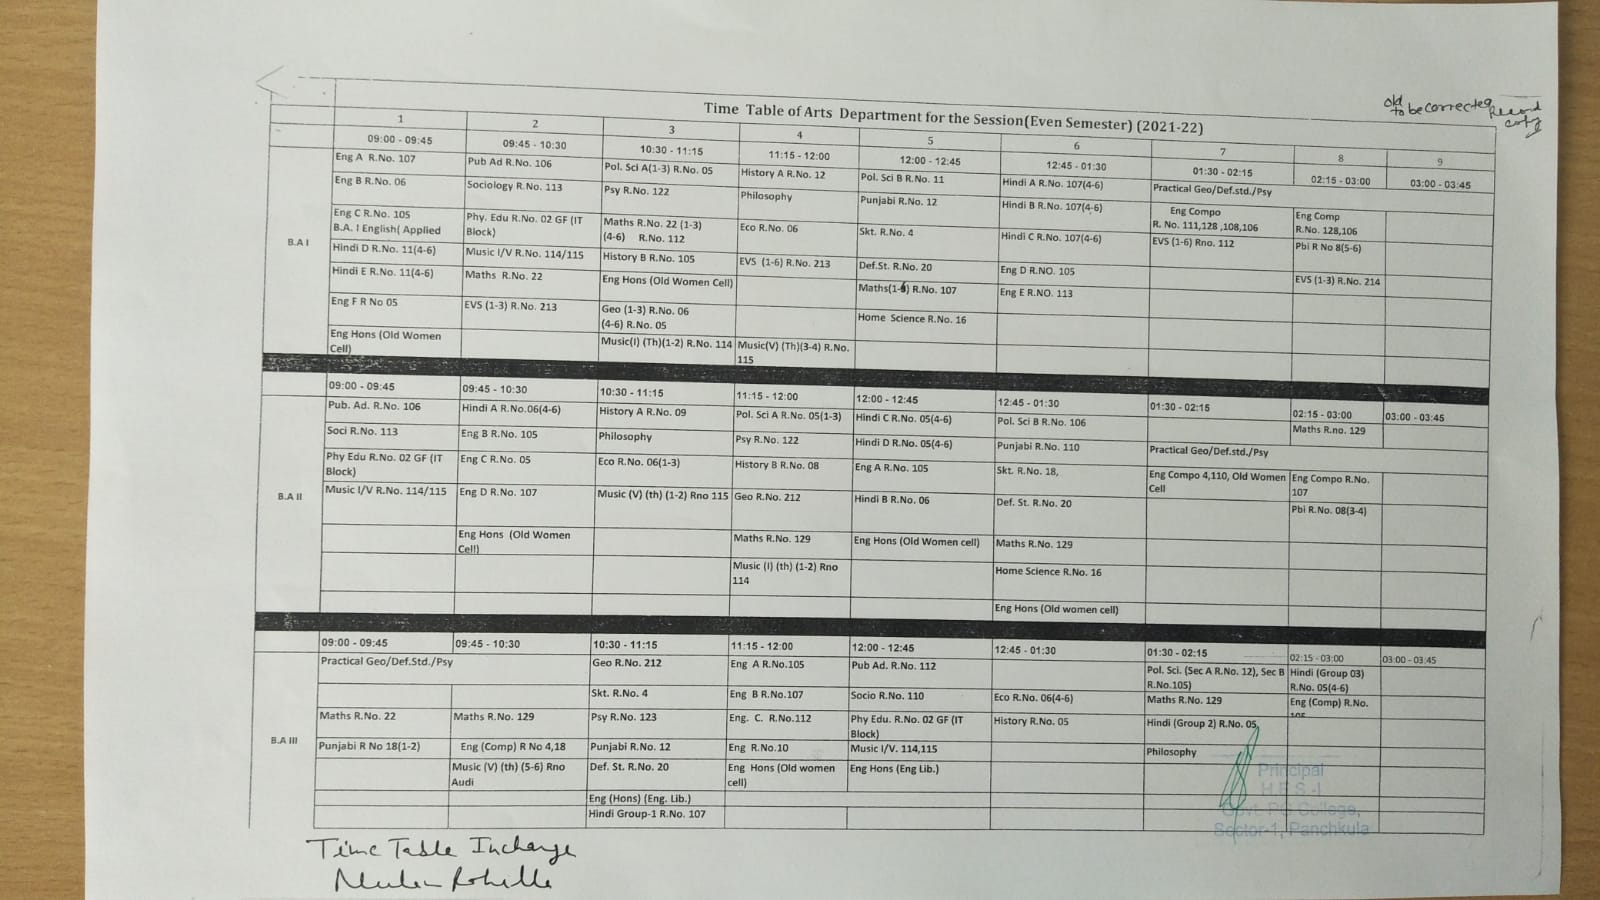 old
to be corrected
Record
copy
Time Table of Arts Department for the Session(Even Semester) (2021-22)
1 2 3 4 5 6 7 8 9
09:00 - 09:45 09:45 - 10:30 10:30 - 11:15 11:15 - 12:00 12:00 - 12:45 12:45 - 01:30 01:30 - 02:15 02:15 - 03:00 03:00 - 03:45
B.A I
Eng A R.No. 107 Pub Ad R.No. 106 Pol. Sci A(1-3) R.No. 05 History A R.No. 12 Pol. Sci B R.No. 11 Hindi A R.No. 107(4-6) Practical Geo/Def.std./Psy
Eng B R.No. 06 Sociology R.No. 113 Psy R.No. 122 Philosophy Punjabi R.No. 12 Hindi B R.No. 107(4-6) Eng Compo Eng Comp
R. No. 111,128 ,108,106 R.No. 128,106
Eng C R.No. 105 Phy. Edu R.No. 02 GF (IT Maths R.No. 22 (1-3) Eco R.No. 06 Skt. R.No. 4 Hindi C R.No. 107(4-6) EVS (1-6) Rno. 112 Pbi R No 8(5-6)
B.A. I English( Applied Block) (4-6) R.No. 112
Hindi D R.No. 11(4-6) Music I/V R.No. 114/115 History B R.No. 105 EVS (1-6) R.No. 213 Def.St. R.No. 20 Eng D R.NO. 105 EVS (1-3) R.No. 214
Hindi E R.No. 11(4-6) Maths R.No. 22 Eng Hons (Old Women Cell) Maths(1-6) R.No. 107 Eng E R.NO. 113
Eng F R No 05 EVS (1-3) R.No. 213 Geo (1-3) R.No. 06 Home Science R.No. 16
(4-6) R.No. 05
Eng Hons (Old Women Music(I) (Th)(1-2) R.No. 114 Music(V) (Th)(3-4) R.No.
Cell) 115
09:00 - 09:45 09:45 - 10:30 10:30 - 11:15 11:15 - 12:00 12:00 - 12:45 12:45 - 01:30 01:30 - 02:15 02:15 - 03:00 03:00 - 03:45
B.A II
Pub. Ad. R.No. 106 Hindi A R.No.06(4-6) History A R.No. 09 Pol. Sci A R.No. 05(1-3) Hindi C R.No. 05(4-6) Pol. Sci B R.No. 106 Maths R.no. 129
Soci R.No. 113 Eng B R.No. 105 Philosophy Psy R.No. 122 Hindi D R.No. 05(4-6) Punjabi R.No. 110 Practical Geo/Def.std./Psy
Phy Edu R.No. 02 GF (IT Eng C R.No. 05 Eco R.No. 06(1-3) History B R.No. 08 Eng A R.No. 105 Skt. R.No. 18, Eng Compo 4,110, Old Women Eng Compo R.No.
Block) Cell 107
Music I/V R.No. 114/115 Eng D R.No. 107 Music (V) (th) (1-2) Rno 115 Geo R.No. 212 Hindi B R.No. 06 Def. St. R.No. 20 Pbi R.No. 08(3-4)
Eng Hons (Old Women Maths R.No. 129 Eng Hons (Old Women cell) Maths R.No. 129
Cell)
Music (I) (th) (1-2) Rno Home Science R.No. 16
114
Eng Hons (Old women cell)
09:00 - 09:45 09:45 - 10:30 10:30 - 11:15 11:15 - 12:00 12:00 - 12:45 12:45 - 01:30 01:30 - 02:15 02:15 - 03:00 03:00 - 03:45
B.A III
Practical Geo/Def.Std./Psy Geo R.No. 212 Eng A R.No.105 Pub Ad. R.No. 112 Pol. Sci. (Sec A R.No. 12), Sec B Hindi (Group 03)
R.No.105) R.No. 05(4-6)
Skt. R.No. 4 Eng B R.No.107 Socio R.No. 110 Eco R.No. 06(4-6) Maths R.No. 129 Eng (Comp) R.No.
Maths R.No. 22 Maths R.No. 129 Psy R.No. 123 Eng. C. R.No.112 Phy Edu. R.No. 02 GF (IT History R.No. 05 Hindi (Group 2) R.No. 05,
Block)
Punjabi R No 18(1-2) Eng (Comp) R No 4,18 Punjabi R.No. 12 Eng R.No.10 Music I/V. 114,115 Philosophy
Music (V) (th) (5-6) Rno Def. St. R.No. 20 Eng Hons (Old women Eng Hons (Eng Lib.)
Audi cell)
Eng (Hons) (Eng. Lib.)
Hindi Group-1 R.No. 107
Principal
H.E.S.-I
Govt. PG College,
Sector-1, Panchkula
Time Table Incharge